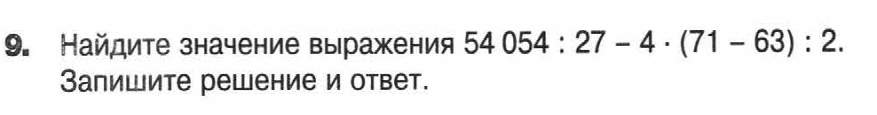 9. Найдите значение выражения 54 054 : 27 – 4 · (71 – 63) : 2.
Запишите решение и ответ.